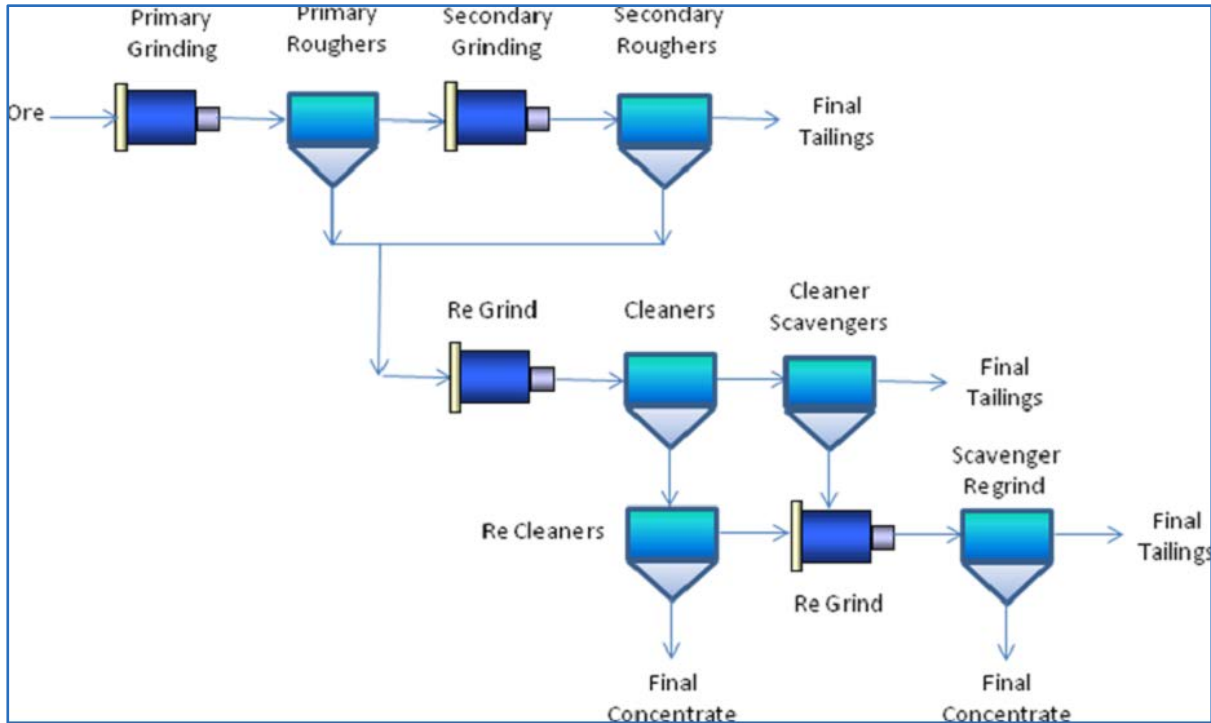 Primary
Grinding
Primary
Roughers
Secondary
Grinding
Secondary
Roughers
Ore
Final
Tailings
Re Grind
Cleaners
Cleaner
Scavengers
Final
Tailings
Scavenger
Regrind
Re Cleaners
Final
Tailings
Re Grind
Final
Concentrate
Final
Concentrate